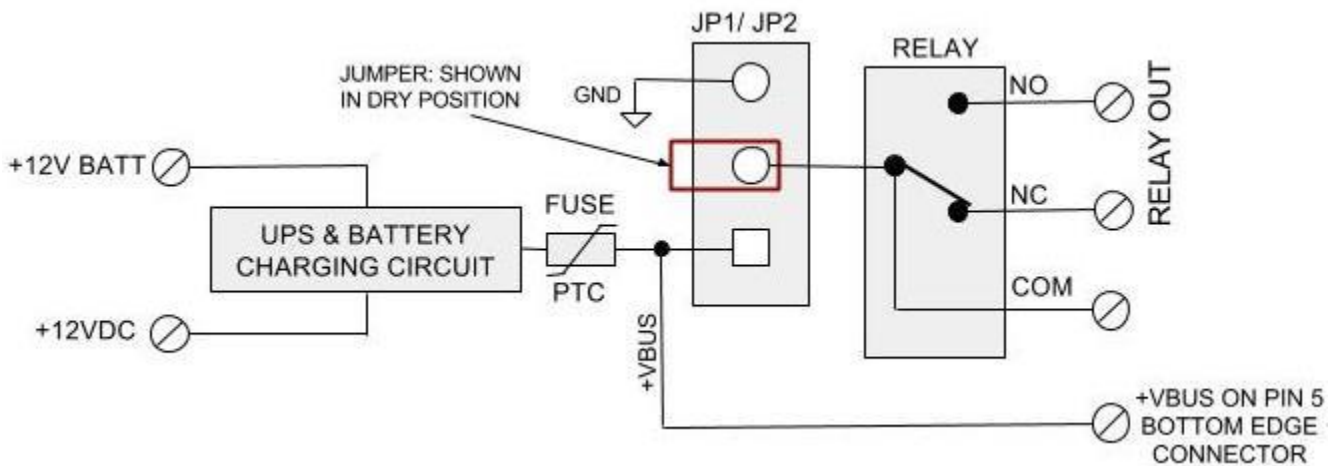 JP1/ JP2
RELAY
JUMPER: SHOWN
IN DRY POSITION
GND
NO
RELAY OUT
+12V BATT
NC
FUSE
UPS & BATTERY
CHARGING CIRCUIT
PTC
COM
+12VDC
+VBUS
+VBUS ON PIN 5
BOTTOM EDGE
CONNECTOR